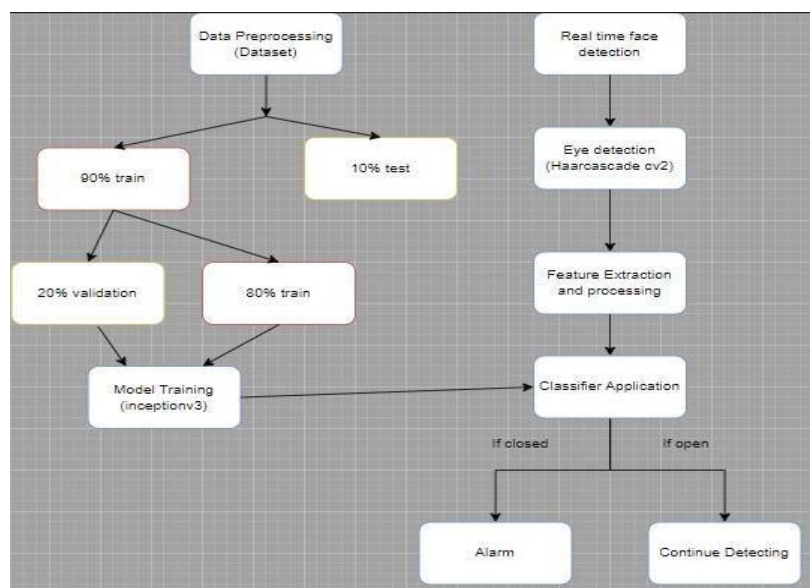 Data Preprocessing
(Dataset)
Real time face
detection
90% train
10% test
Eye detection
(Haarcascade cv2)
20% validation
80% train
Feature Extraction
and processing
Model Training
(inceptionv3)
Classifier Application
If closed
If open
Alarm
Continue Detecting